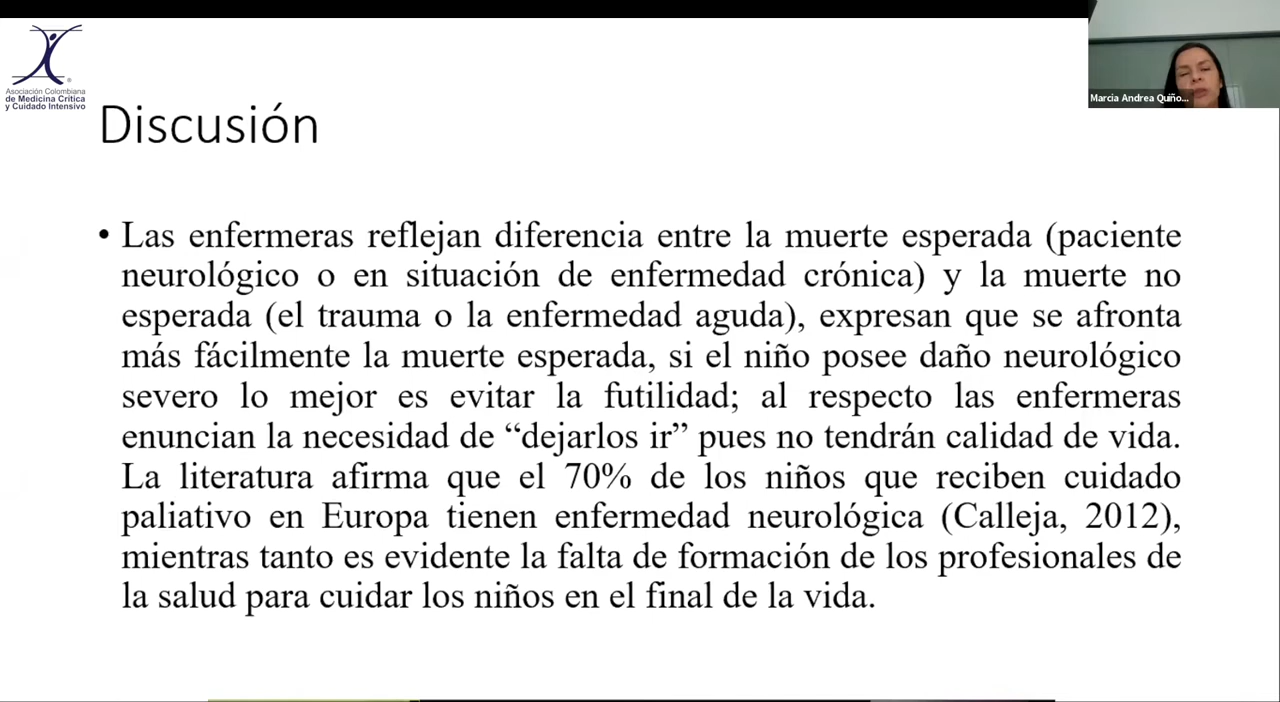 Asociación Colombiana
de Medicina Crítica
y Cuidado Intensivo
Marcia Andrea Quiño...
Discusión
• Las enfermeras reflejan diferencia entre la muerte esperada (paciente
neurológico o en situación de enfermedad crónica) y la muerte no
esperada (el trauma o la enfermedad aguda), expresan que se afronta
más fácilmente la muerte esperada, si el niño posee daño neurológico
severo lo mejor es evitar la futilidad; al respecto las enfermeras
enuncian la necesidad de “dejarlos ir” pues no tendrán calidad de vida.
La literatura afirma que el 70% de los niños que reciben cuidado
paliativo en Europa tienen enfermedad neurológica (Calleja, 2012),
mientras tanto es evidente la falta de formación de los profesionales de
la salud para cuidar los niños en el final de la vida.